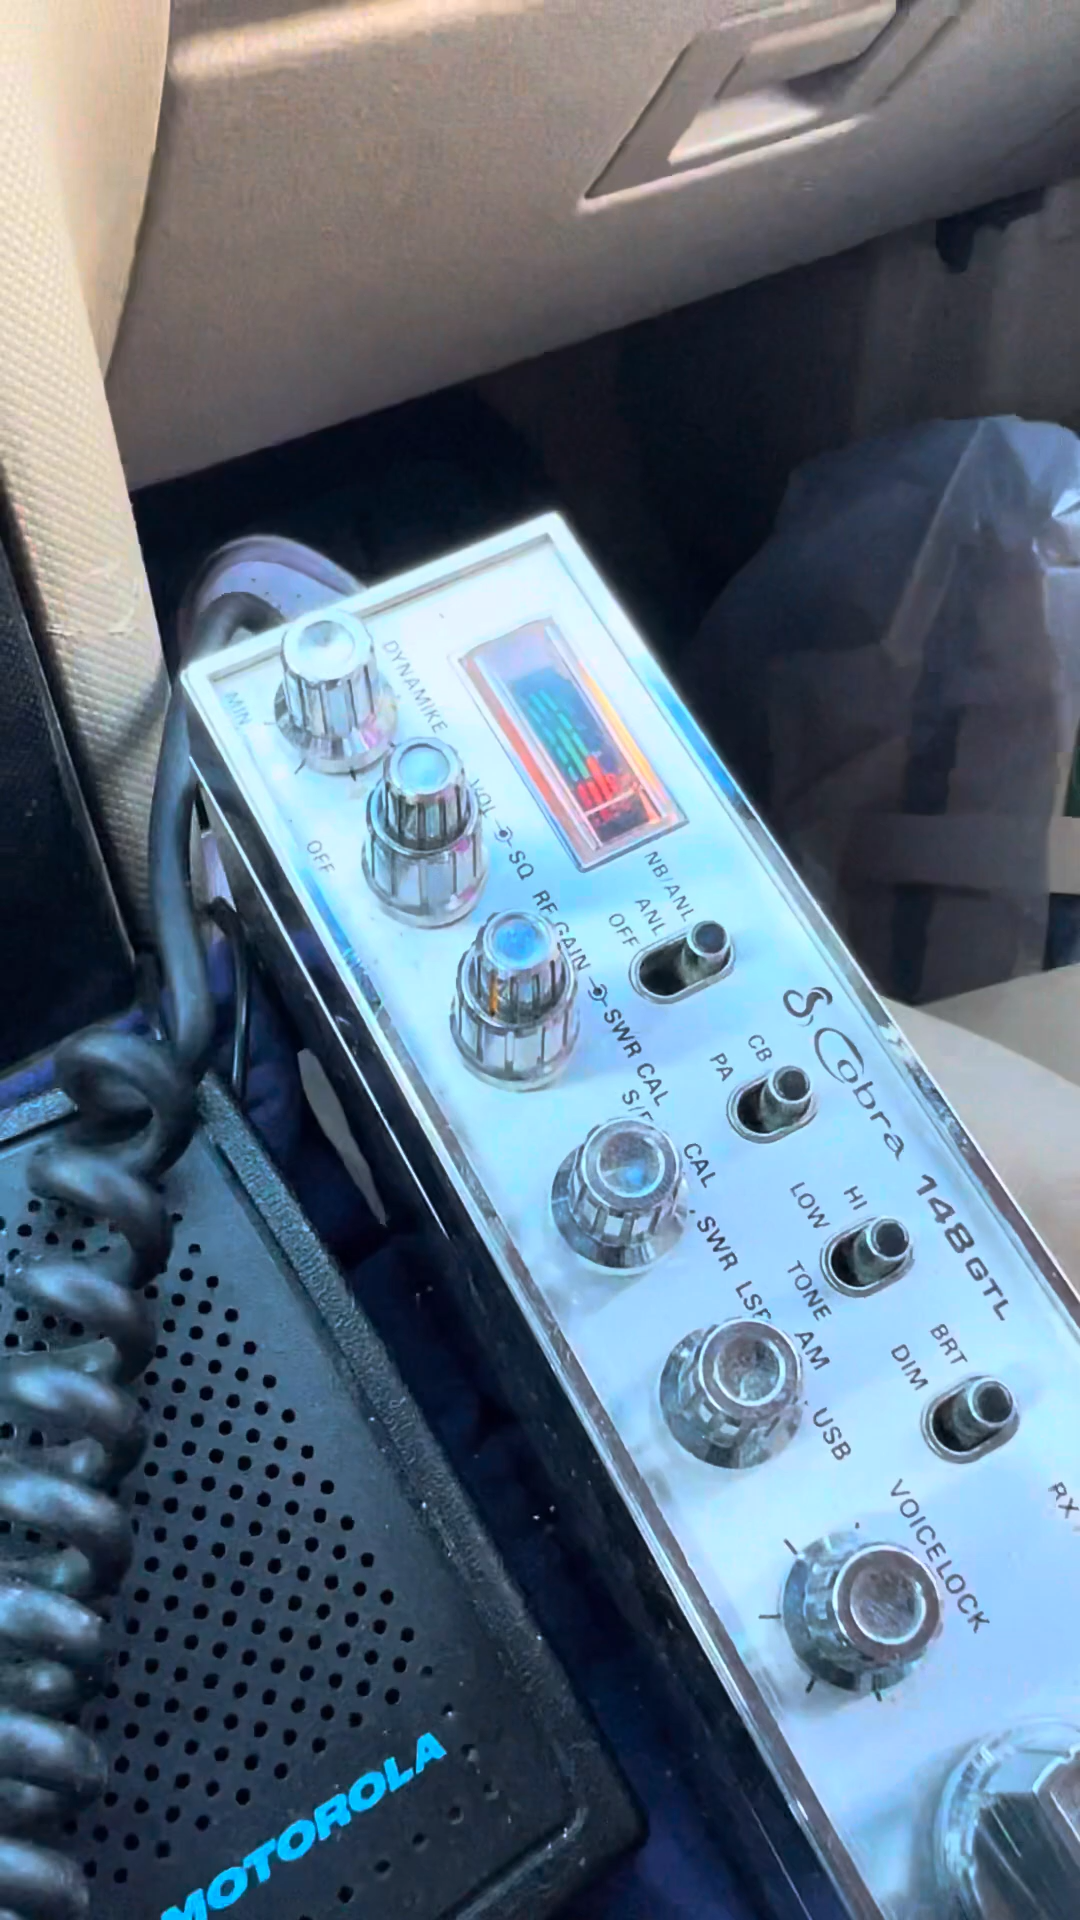 DYNAMIKE
MIN
VOL
SQ
OFF
RF GAIN
SWR CAL
NB/ANL
ANL
OFF
CB
PA
CAL
SWR
HI
LOW
TONE
AM
USB
BRT
DIM
VOICELOCK
RX
Cobra 148GTL
MOTOROLA